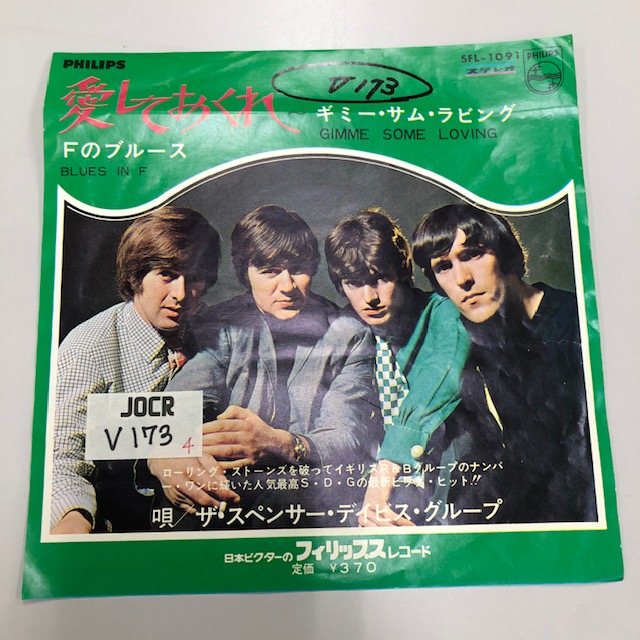 PHILIPS
SFL-1091
PHILIPS
ステレオ
V173
愛しておくれ
ギミー・サム・ラビング
GIMME SOME LOVING
Fのブルース
BLUES IN F
JOCR
V173
4
ローリング・ストーンズを破ってイギリスR&Bグループのナンバ
ー・ワンに輝いた人気最高S・D・Gの最新ビッグ・ヒット!!
唄/ザ・スペンサー・デイビス・グループ
日本ビクターのフィリップスレコード
定価 ¥370